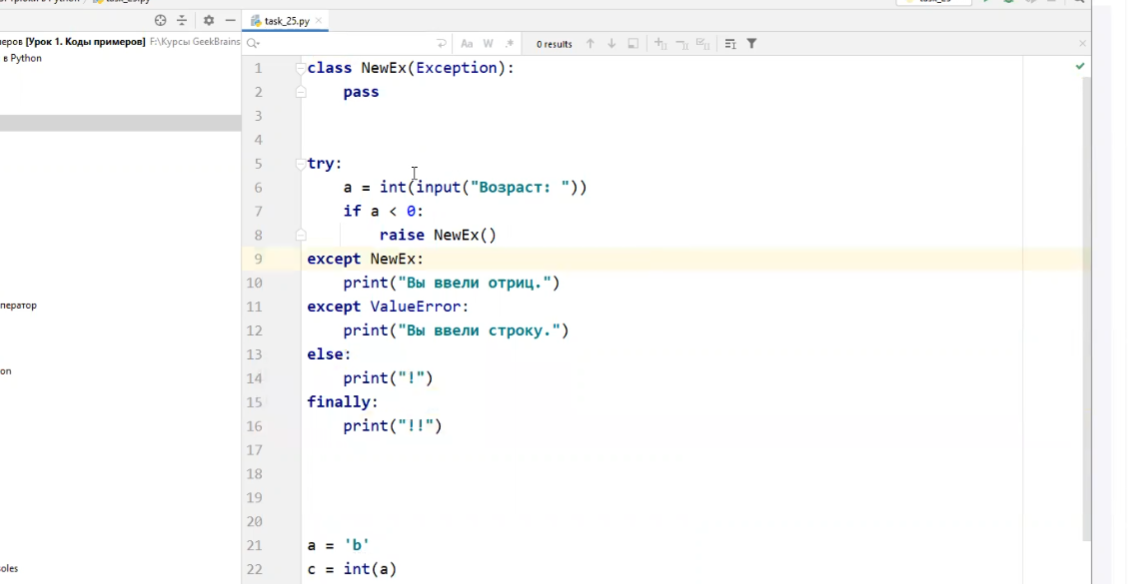 task_25.py
еров [Урок 1. Коды примеров] F:\Курсы GeekBrains
в Python
Aa W .* 0 results
1 class NewEx(Exception):
2 pass
3
4
5 try:
6 a = int(input("Возраст: "))
7 if a < 0:
8 raise NewEx()
9 except NewEx:
10 print("Вы ввели отриц.")
11 except ValueError:
12 print("Вы ввели строку.")
13 else:
14 print("!")
15 finally:
16 print("!!")
17
18
19
20
21 a = 'b'
22 c = int(a)
ператор
on
soles